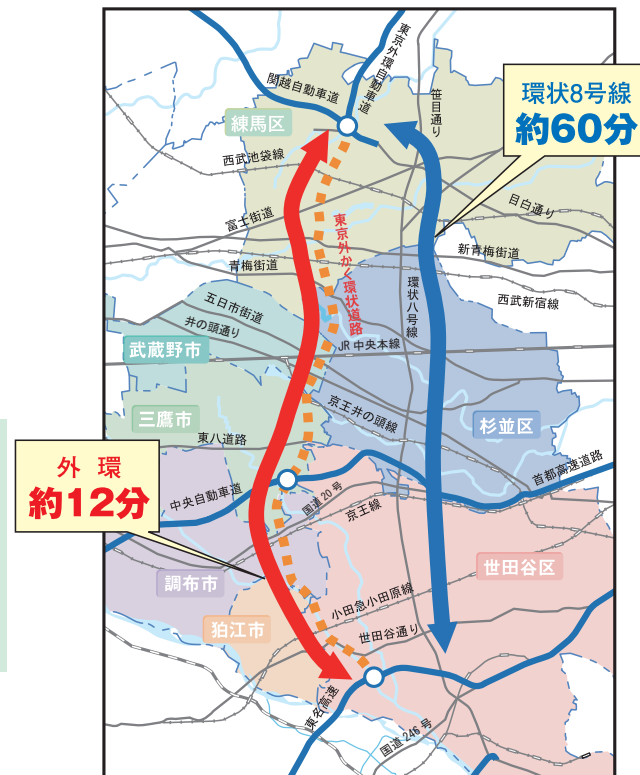 関越自動車道
東京外環自動車道
笹目通り
環状8号線
約60分
練馬区
西武池袋線
目白通り
富士街道
東京外かく環状道路
新青梅街道
青梅街道
環状八号線
西武新宿線
五日市街道
井の頭通り
JR中央本線
武蔵野市
三鷹市
京王井の頭線
杉並区
東八道路
外環
約12分
中央自動車道
国道20号
首都高速道路
京王線
調布市
世田谷区
小田急小田原線
狛江市
世田谷通り
東名高速
国道246号